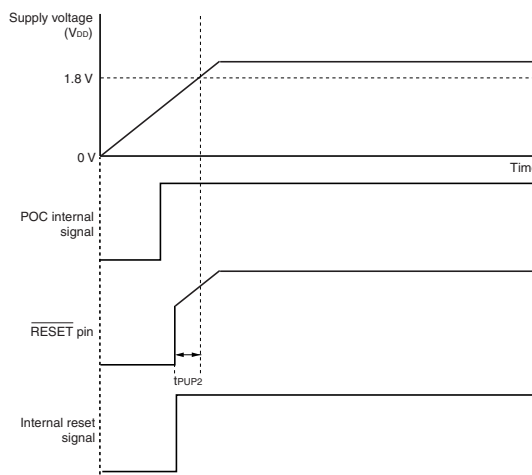 Supply voltage
(VDD)
1.8 V
0 V
Time
POC internal
signal
RESET pin
tPUP2
Internal reset
signal